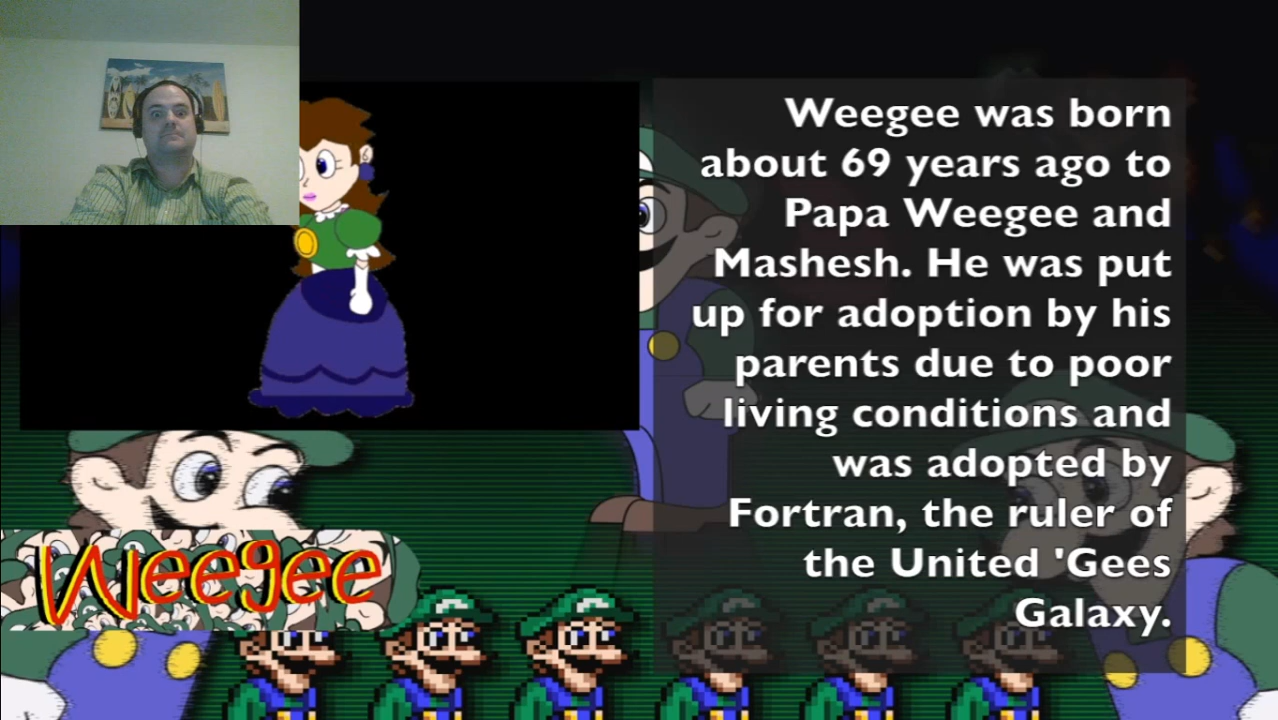 Weegee was born
about 69 years ago to
Papa Weegee and
Mashesh. He was put
up for adoption by his
parents due to poor
living conditions and
was adopted by
Fortran, the ruler of
the United 'Gees
Galaxy.
Weegee